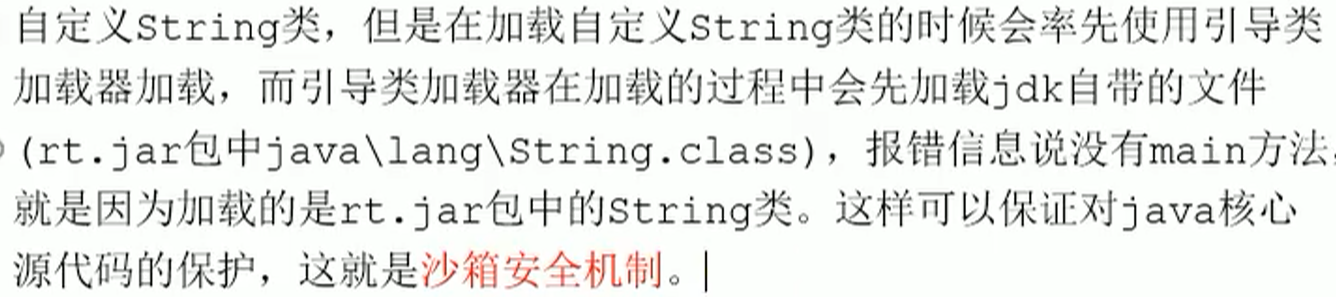 自定义String类，但是在加载自定义String类的时候会率先使用引导类
加载器加载，而引导类加载器在加载的过程中会先加载jdk自带的文件
(rt.jar包中java\lang\String.class)，报错信息说没有main方法，
就是因为加载的是rt.jar包中的String类。这样可以保证对java核心
源代码的保护，这就是沙箱安全机制。